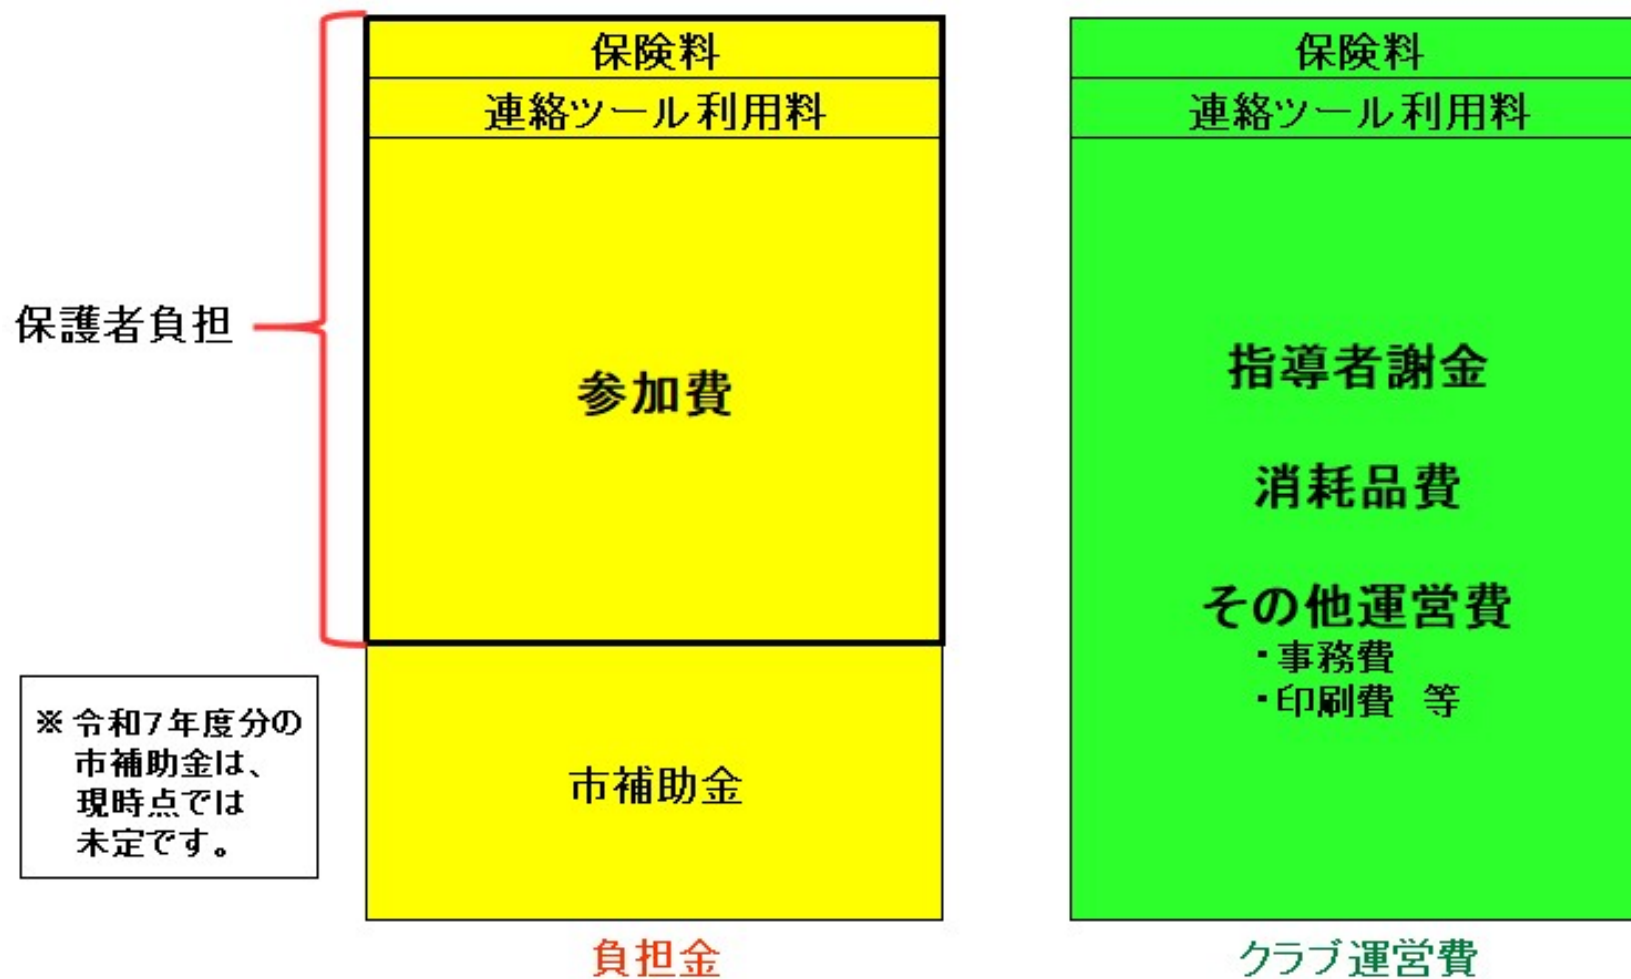 保護者負担
保険料
連絡ツール利用料
参加費
市補助金
負担金
※ 令和7年度分の
市補助金は、
現時点では
未定です。
保険料
連絡ツール利用料
指導者謝金
消耗品費
その他運営費
・事務費
・印刷費 等
クラブ運営費